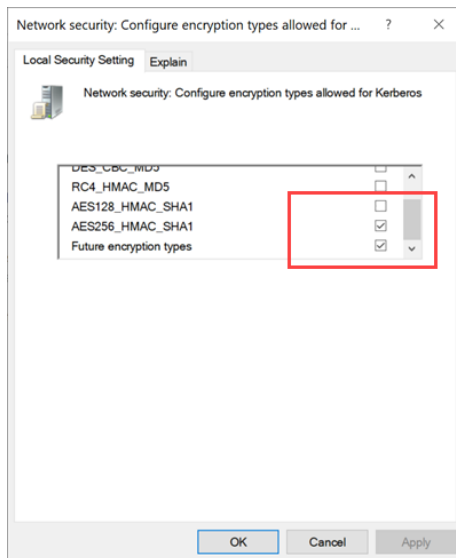 Network security: Configure encryption types allowed for ...
Local Security Setting
Explain
Network security: Configure encryption types allowed for Kerberos
DES_CBC_MD5
RC4_HMAC_MD5
AES128_HMAC_SHA1
AES256_HMAC_SHA1
Future encryption types
OK
Cancel
Apply